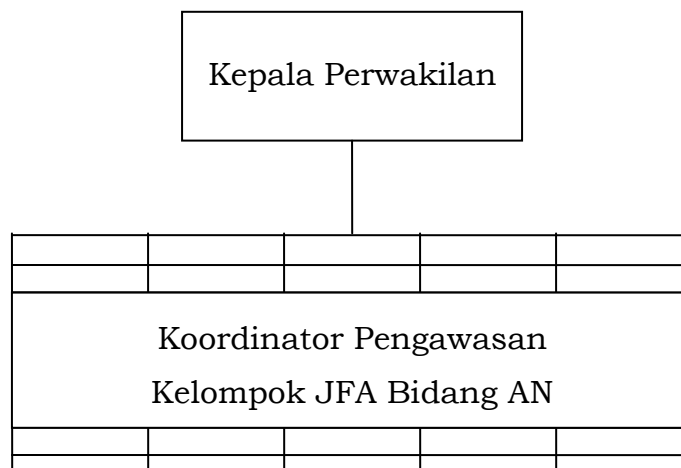 Kepala Perwakilan
Koordinator Pengawasan
Kelompok JFA Bidang AN